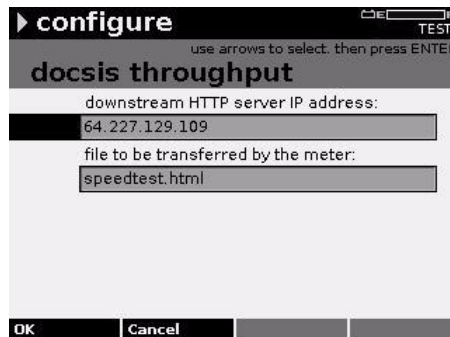 configure
E
TEST
use arrows to select. then press ENTE
docsis throughput
downstream HTTP server IP address:
64.227.129.109
file to be transferred by the meter:
speedtest.html
OK Cancel